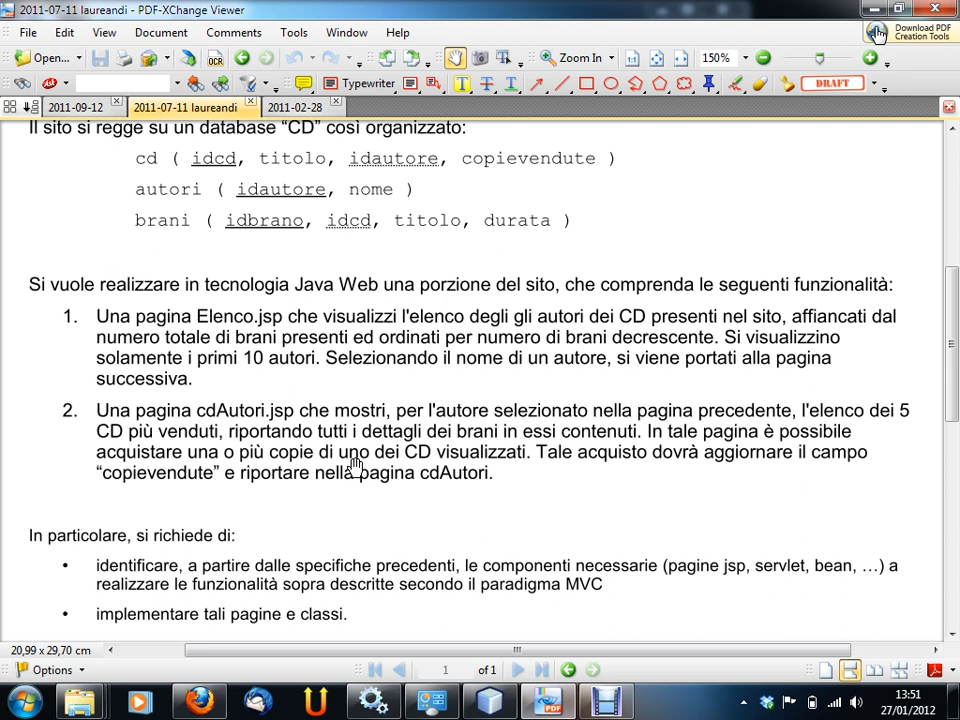 2011-07-11 laureandi - PDF-XChange Viewer
File Edit View Document Comments Tools Window Help
Download PDF
Creation Tools
Open... OCR Zoom In 150%
Typewriter DRAFT
2011-09-12 2011-07-11 laureandi 2011-02-28
Il sito si regge su un database “CD” così organizzato:
cd ( idcd, titolo, idautore, copievendute )
autori ( idautore, nome )
brani ( idbrano, idcd, titolo, durata )
Si vuole realizzare in tecnologia Java Web una porzione del sito, che comprenda le seguenti funzionalità:
1. Una pagina Elenco.jsp che visualizzi l'elenco degli gli autori dei CD presenti nel sito, affiancati dal
numero totale di brani presenti ed ordinati per numero di brani decrescente. Si visualizzino
solamente i primi 10 autori. Selezionando il nome di un autore, si viene portati alla pagina
successiva.
2. Una pagina cdAutori.jsp che mostri, per l'autore selezionato nella pagina precedente, l'elenco dei 5
CD più venduti, riportando tutti i dettagli dei brani in essi contenuti. In tale pagina è possibile
acquistare una o più copie di uno dei CD visualizzati. Tale acquisto dovrà aggiornare il campo
“copievendute” e riportare nella pagina cdAutori.
In particolare, si richiede di:
• identificare, a partire dalle specifiche precedenti, le componenti necessarie (pagine jsp, servlet, bean, …) a
realizzare le funzionalità sopra descritte secondo il paradigma MVC
• implementare tali pagine e classi.
20,99 x 29,70 cm
Options 1 of 1
PDF
13:51
27/01/2012